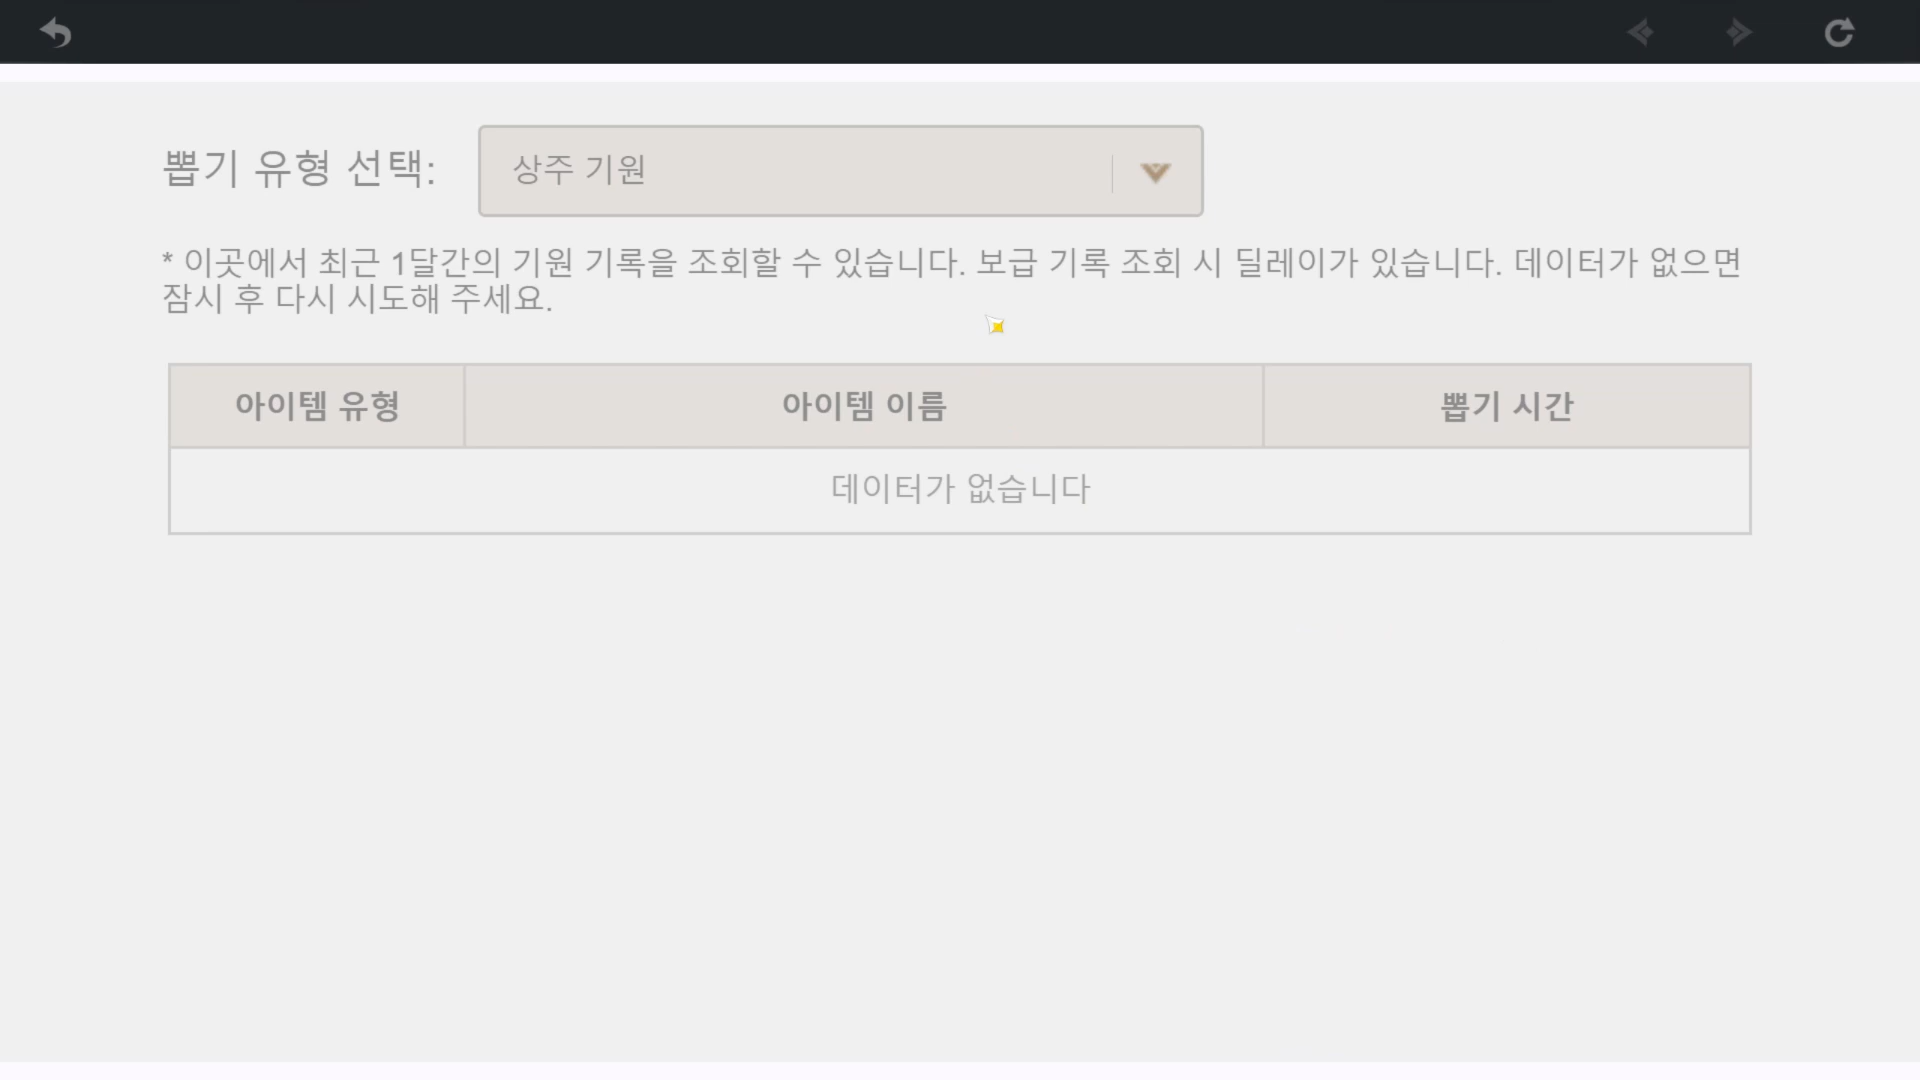 뽑기 유형 선택: 상주 기원
* 이곳에서 최근 1달간의 기원 기록을 조회할 수 있습니다. 보급 기록 조회 시 딜레이가 있습니다. 데이터가 없으면
잠시 후 다시 시도해 주세요.
아이템 유형 아이템 이름 뽑기 시간
데이터가 없습니다